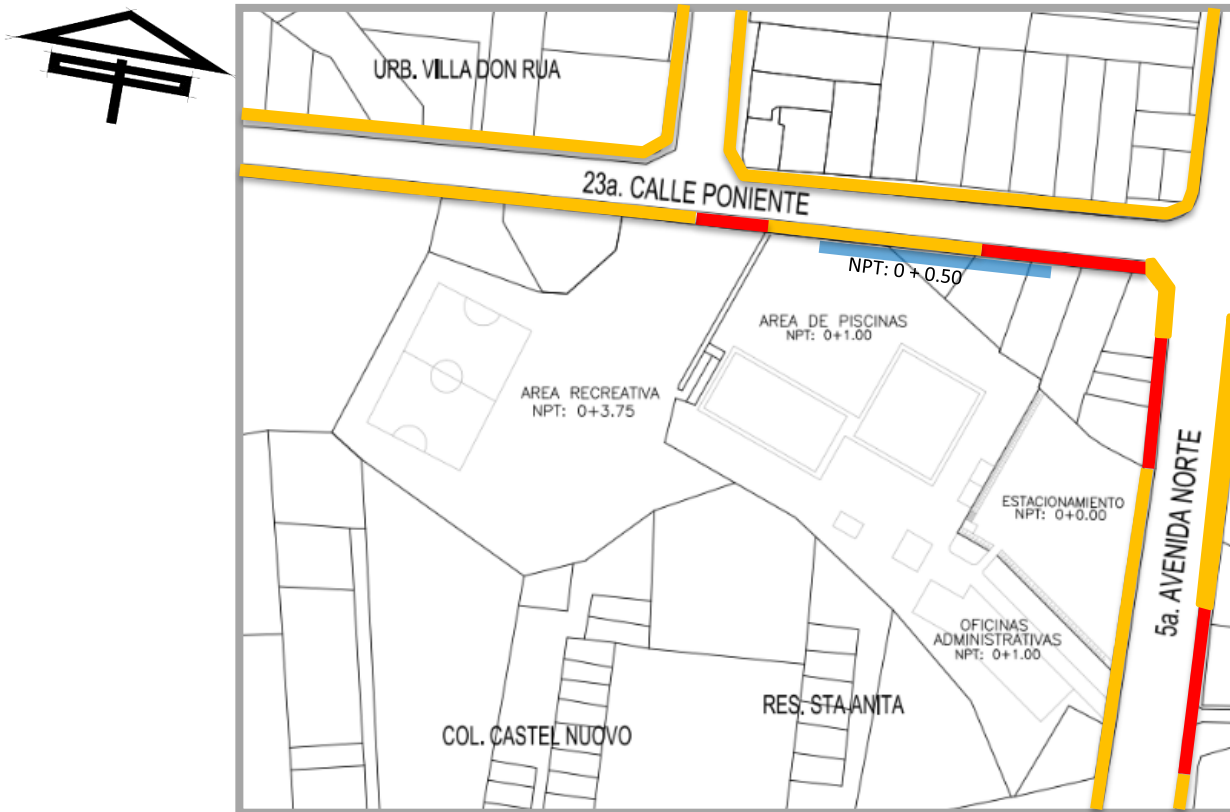 URB. VILLA DON RUA
23a. CALLE PONIENTE
NPT: 0 + 0.50
AREA DE PISCINAS
NPT: 0+1.00
AREA RECREATIVA
NPT: 0+3.75
ESTACIONAMIENTO
NPT: 0+0.00
5a. AVENIDA NORTE
OFICINAS
ADMINISTRATIVAS
NPT: 0+1.00
RES. STA ANITA
COL. CASTEL NUOVO